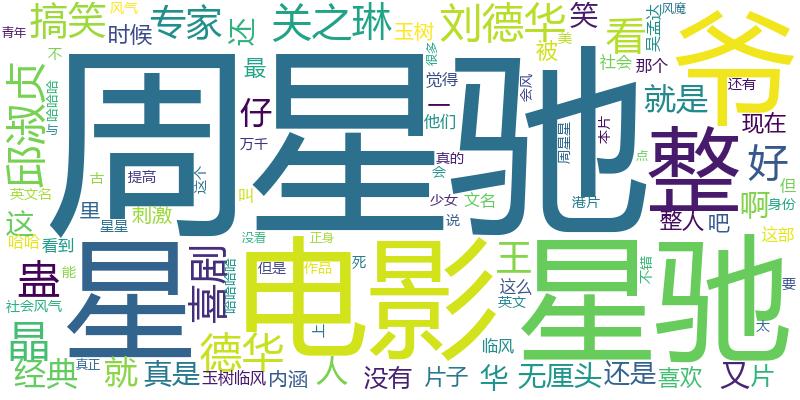 青年
风气
搞笑
专家
时候
还
关之琳
玉树
刘德华
笑
很多
美
吴孟达
风魔
爷
不
与哈哈哈哈
邱淑贞
最
仔
周星驰
觉得
一
他们
被
看
会风
社会
那个
就是
还有
整
现在
好
但
身份
这部
万千
真的
会
周星星
本片
点
英文名
古
提高
这个
叫
少女
说
文名
港片
这
里
星星
刺激
整人
吧
啊
哈哈
看到
没看
正身
蛊
能
星
喜剧
哈哈哈哈哈
电影
但是
作品
死
王
这么
英文
不错
星驰
要
太
社会风气
晶
德华
上
临风
经典
真正
就
真是
玉树临风
内涵
人
没有
片子
华
无厘头
还是
喜欢
又
片